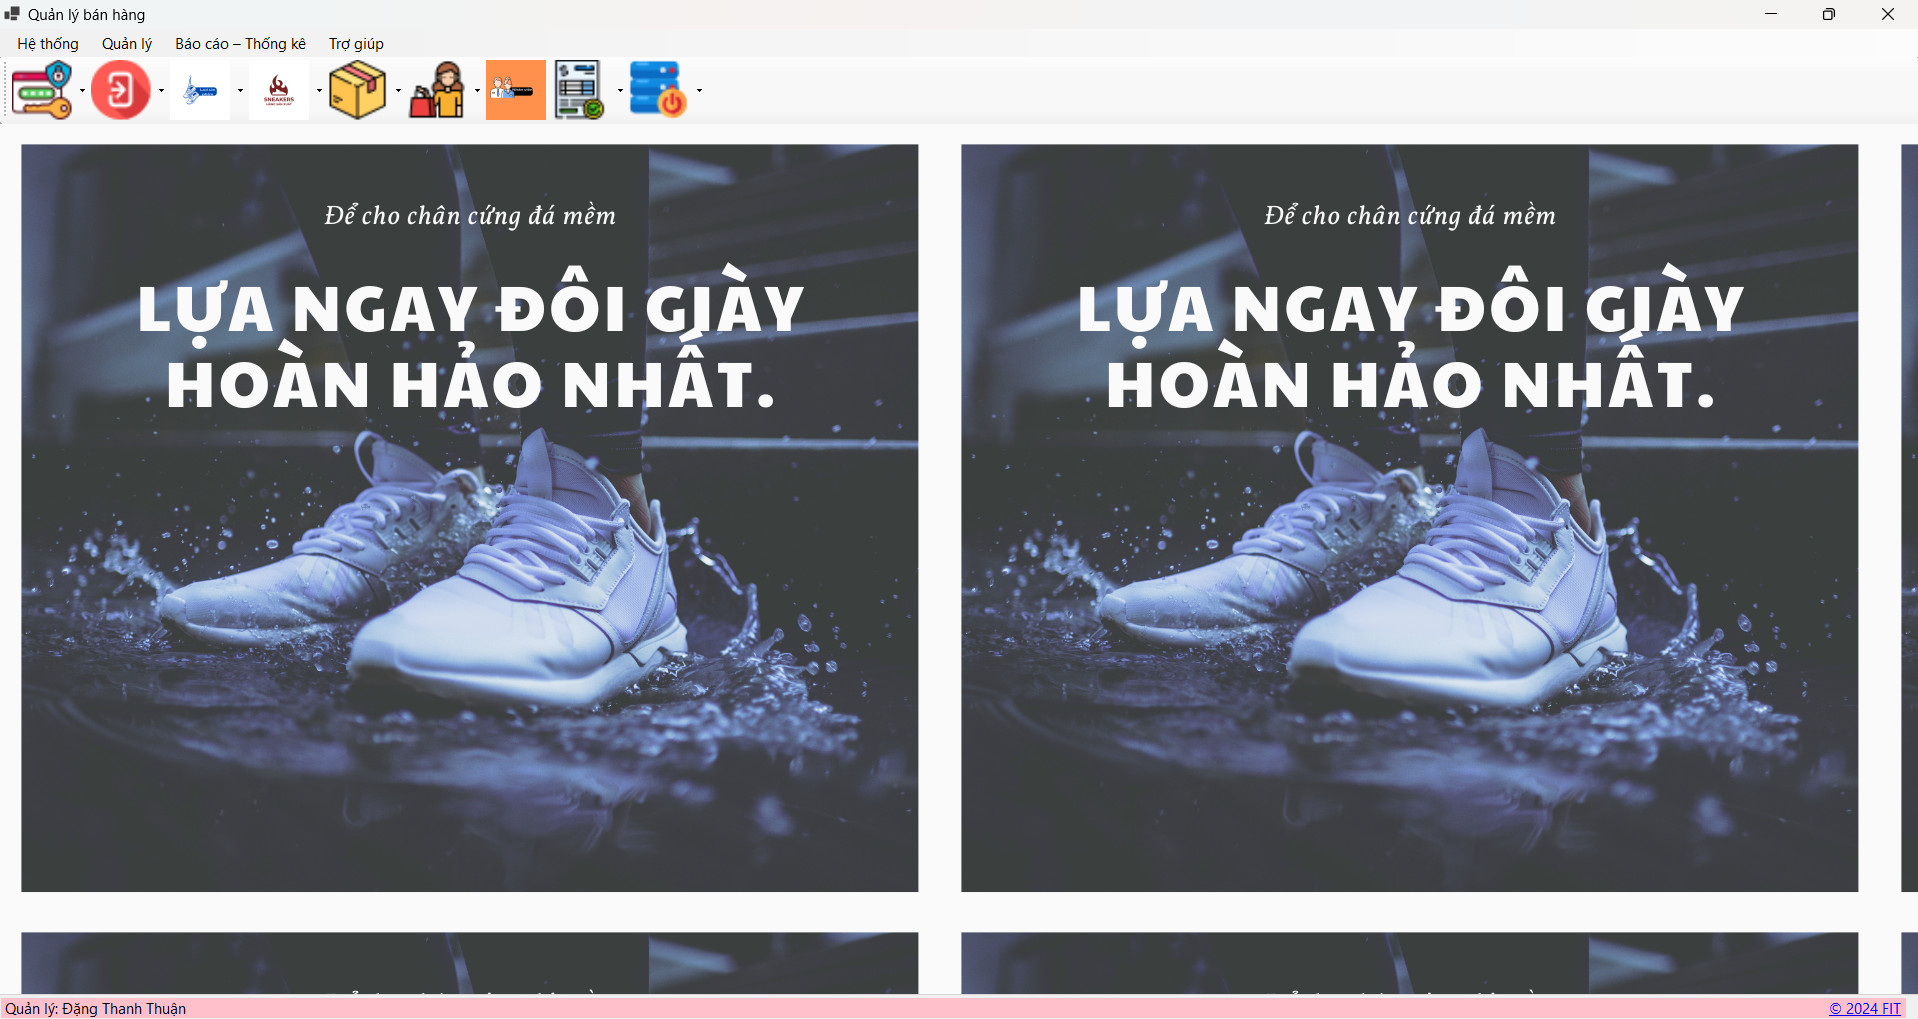 Quản lý bán hàng
Hệ thống Quản lý Báo cáo – Thống kê Trợ giúp
SNEAKERS
Để cho chân cứng đá mềm
LỰA NGAY ĐÔI GIÀY
HOÀN HẢO NHẤT.
Để cho chân cứng đá mềm
LỰA NGAY ĐÔI GIÀY
HOÀN HẢO NHẤT.
Quản lý: Đặng Thanh Thuận
© 2024 FIT